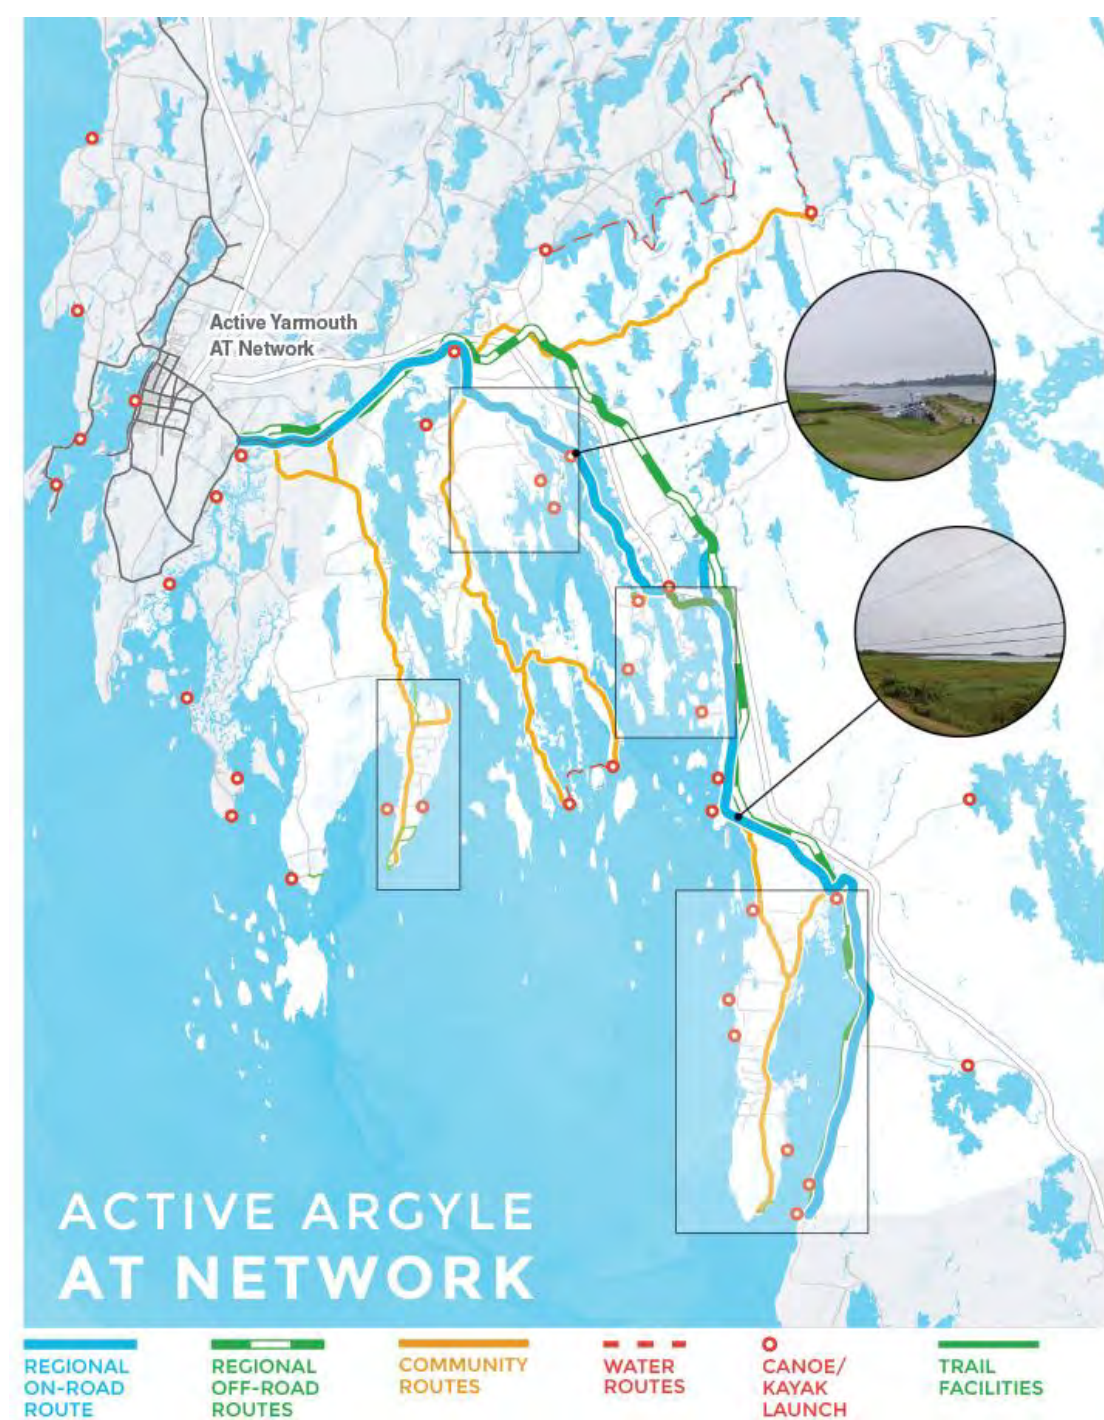 Active Yarmouth
AT Network
ACTIVE ARGYLE
AT NETWORK
REGIONAL
ON-ROAD
ROUTE
REGIONAL
OFF-ROAD
ROUTES
COMMUNITY
ROUTES
WATER
ROUTES
CANOE/
KAYAK
LAUNCH
TRAIL
FACILITIES